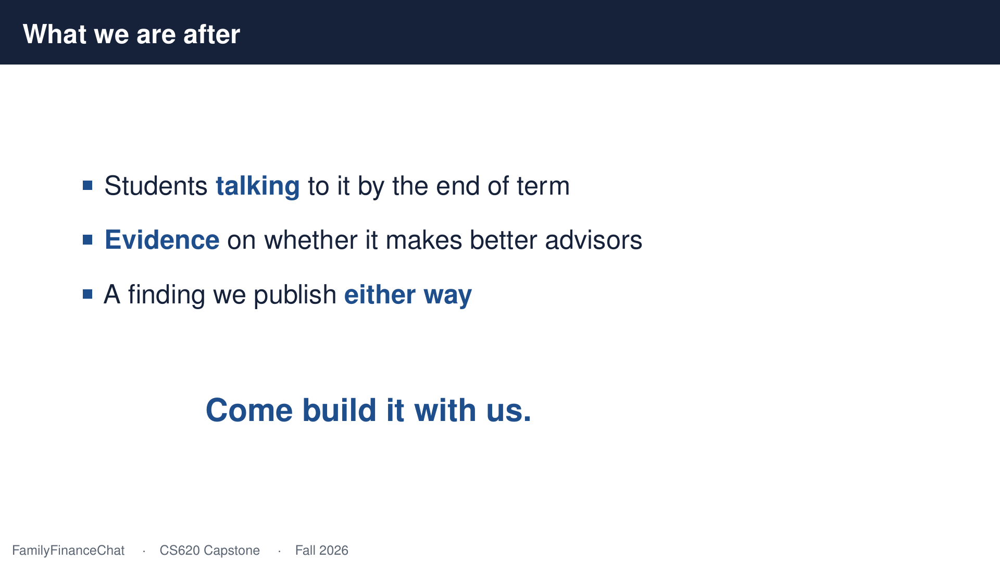 What we are after
Students talking to it by the end of term
Evidence on whether it makes better advisors
A finding we publish either way
Come build it with us.
FamilyFinanceChat · CS620 Capstone · Fall 2026